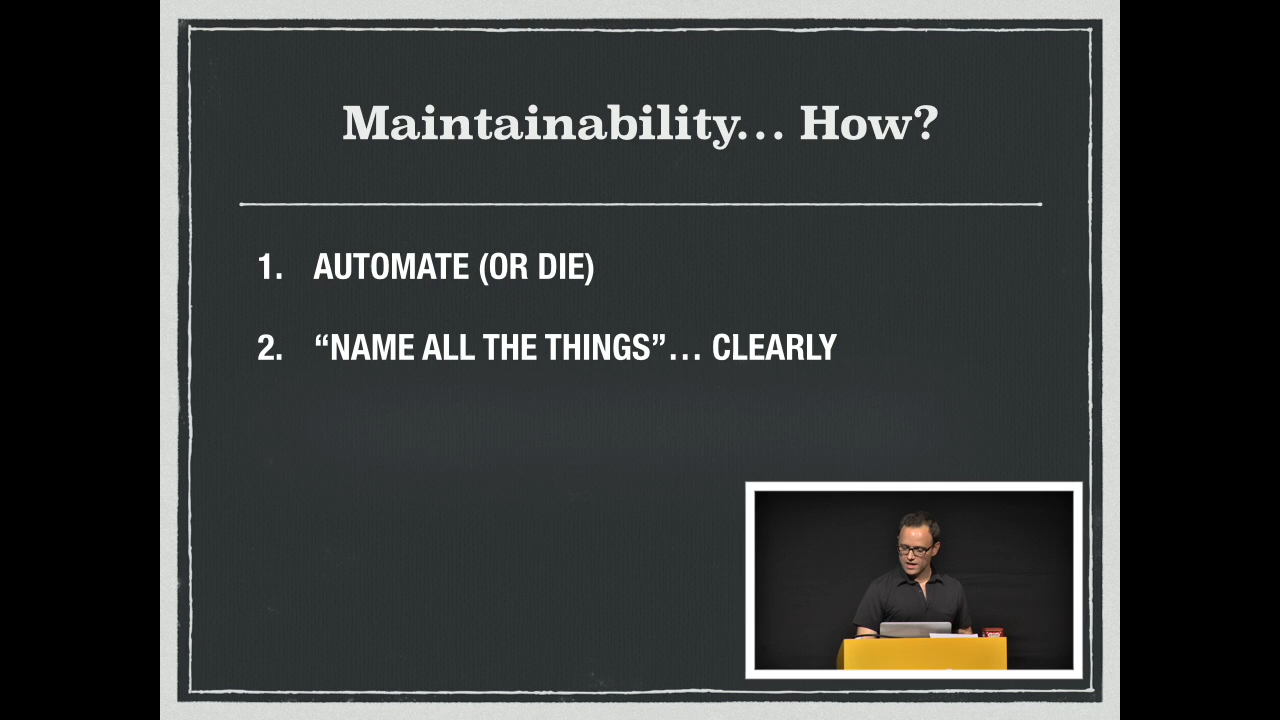 Maintainability… How?
1. AUTOMATE (OR DIE)
2. “NAME ALL THE THINGS”… CLEARLY